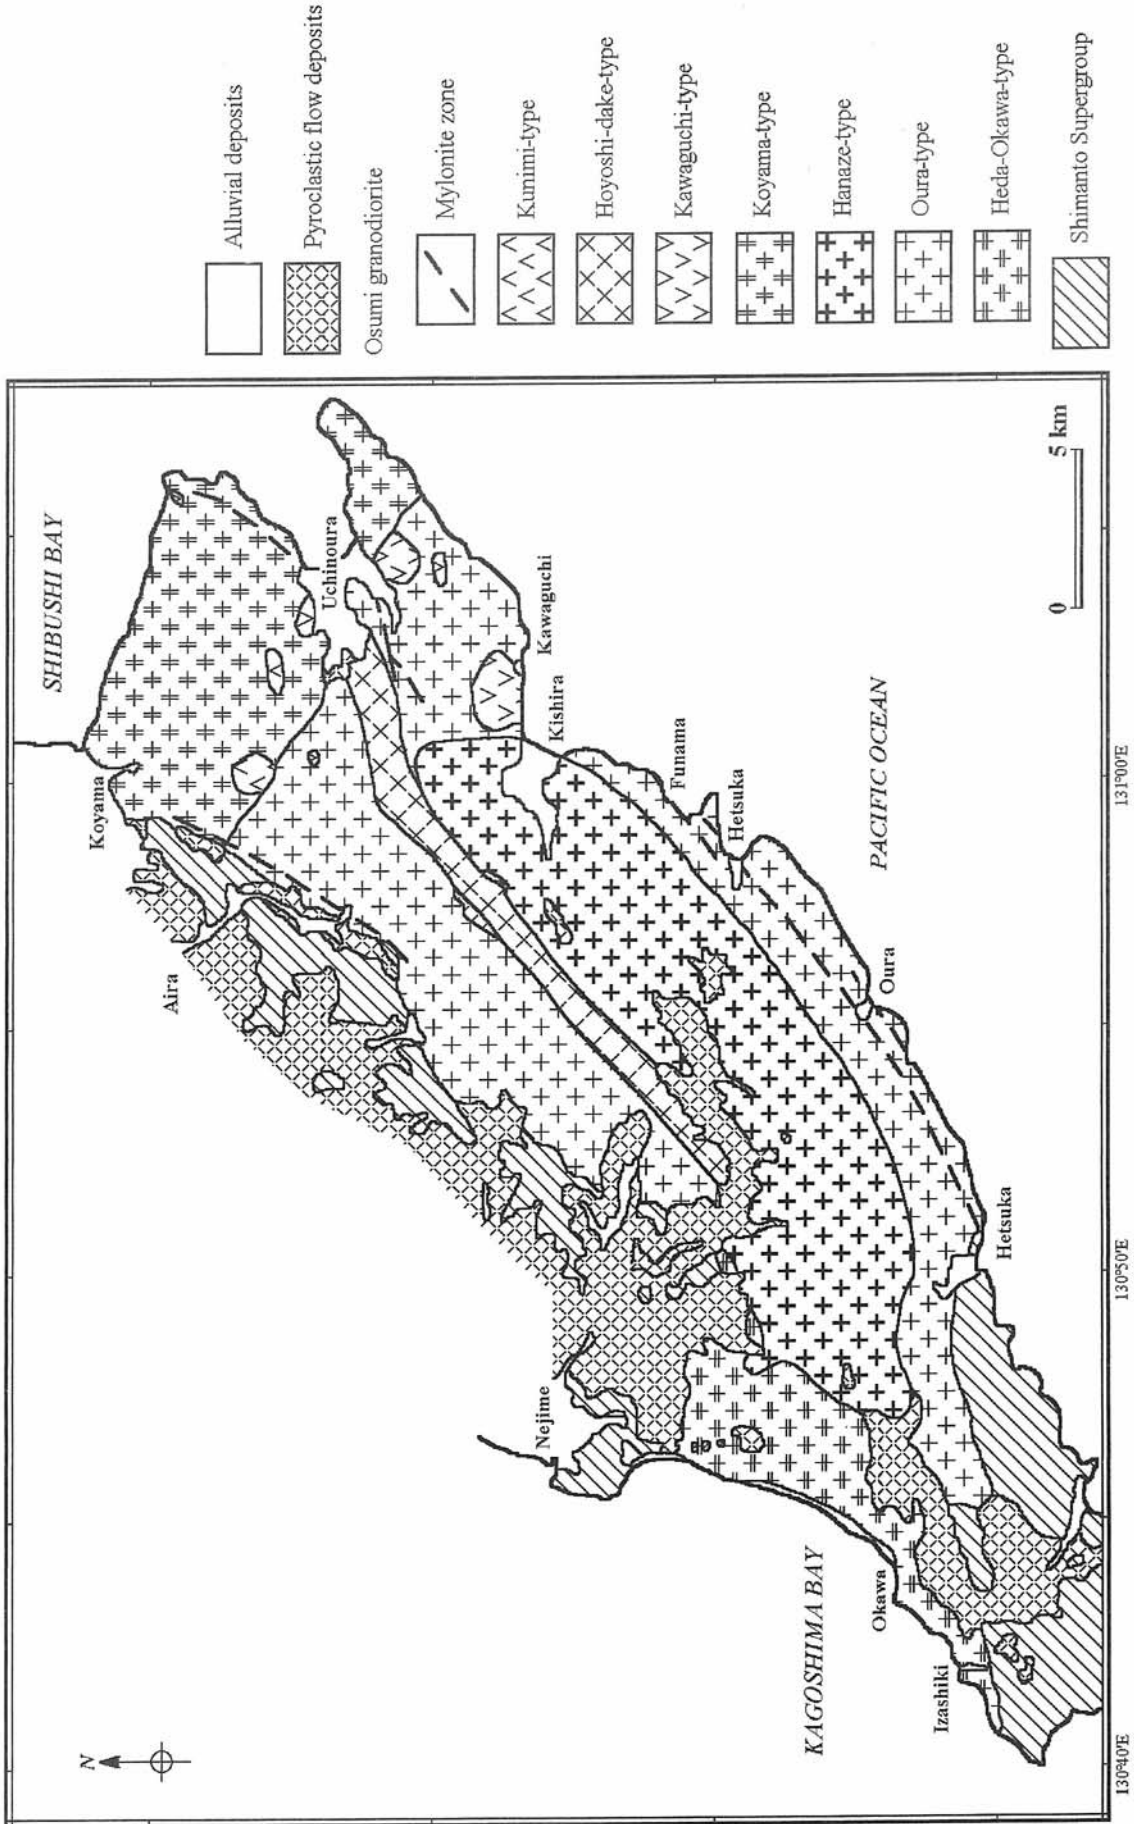 Alluvial deposits
Pyroclastic flow deposits
Osumi granodiorite
Mylonite zone
Kunimi-type
Hoyoshi-dake-type
Kawaguchi-type
Koyama-type
Hanaze-type
Oura-type
Heda-Okawa-type
Shimanto Supergroup
N
SHIBUSHI BAY
Koyama
Aira
Uchinoura
Kawaguchi
Kishira
Funama
Hetsuka
PACIFIC OCEAN
Oura
Hetsuka
Nejime
KAGOSHIMA BAY
Okawa
Izashiki
0 5 km
130°40'E
130°50'E
131°00'E